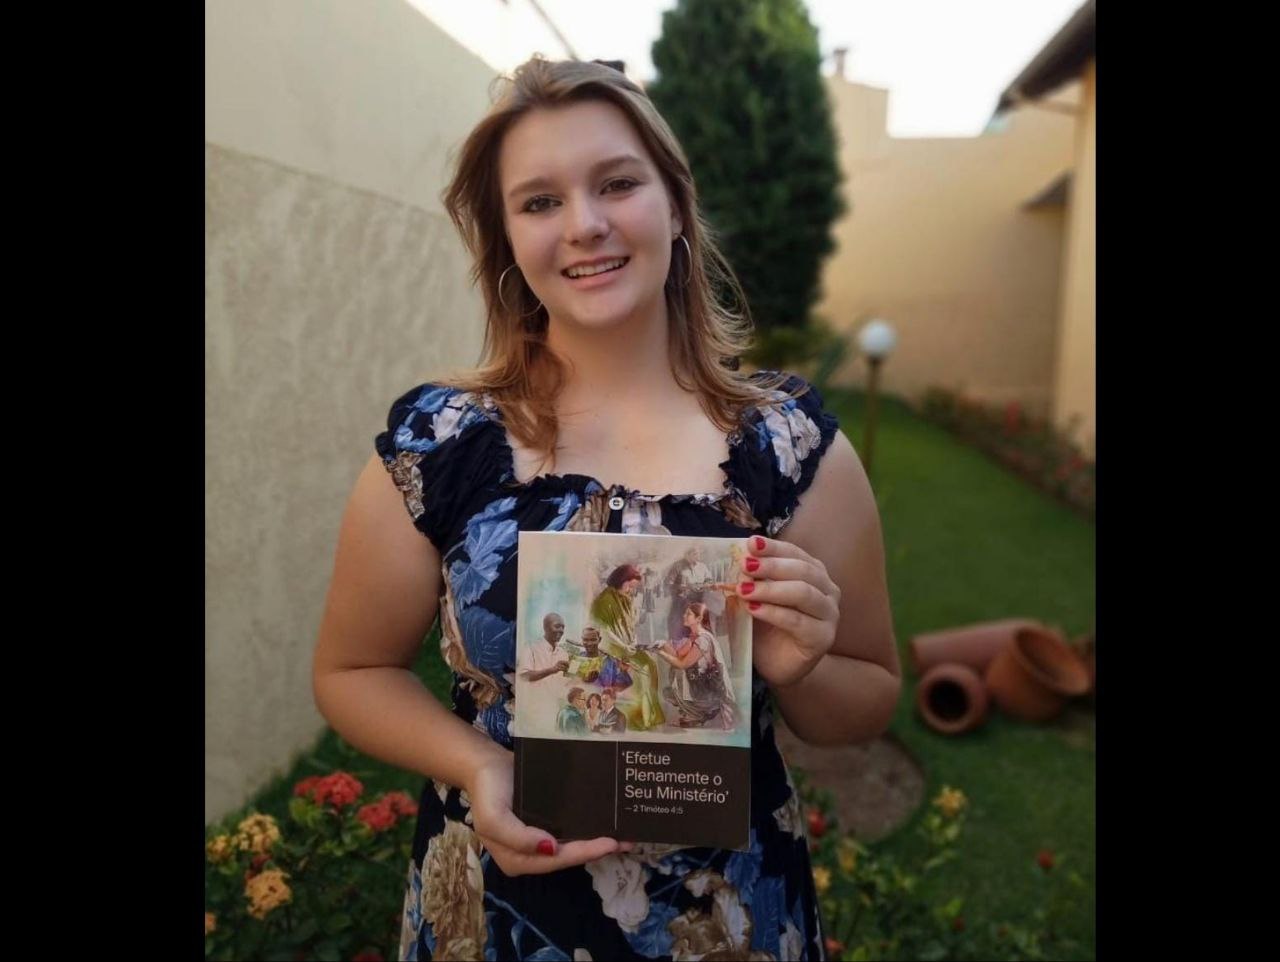 ‘Efetue
Plenamente o
Seu Ministério’
— 2 Timóteo 4:5